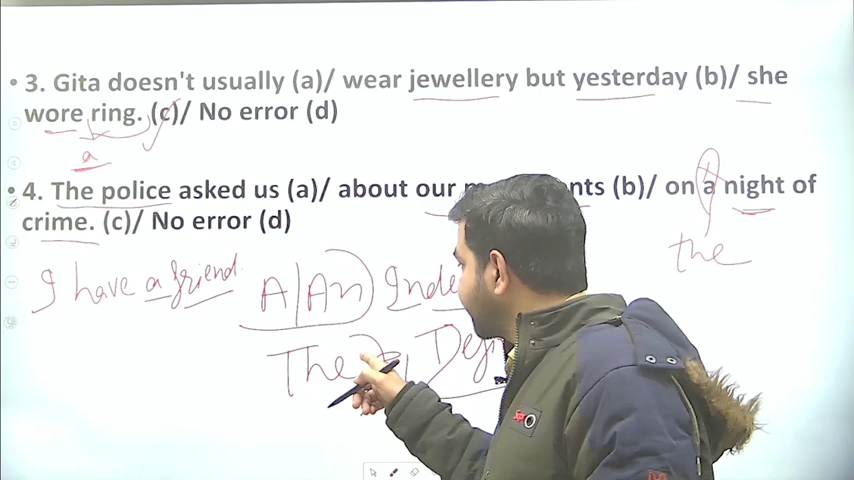 • 3. Gita doesn't usually (a)/ wear jewellery but yesterday (b)/ she
wore ring. (c)/ No error (d)
a
• 4. The police asked us (a)/ about our (b)/ on a night of
crime. (c)/ No error (d)
the
I have a friend.
A/An
The